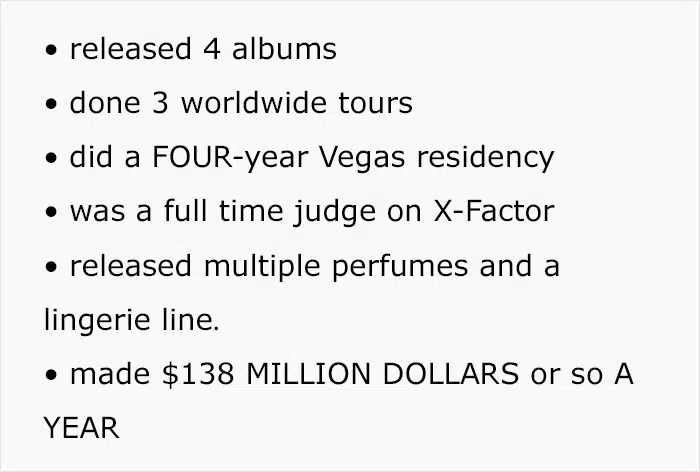 • released 4 albums
• done 3 worldwide tours
• did a FOUR-year Vegas residency
• was a full time judge on X-Factor
• released multiple perfumes and a
lingerie line.
• made $138 MILLION DOLLARS or so A
YEAR